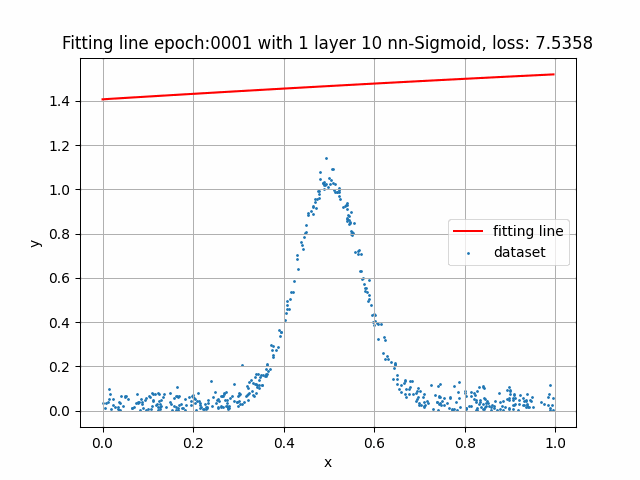 Fitting line epoch:0001 with 1 layer 10 nn-Sigmoid, loss: 7.5358
1.4
1.2
1.0
0.8
0.6
0.4
0.2
0.0
y
fitting line
dataset
0.0 0.2 0.4 0.6 0.8 1.0
x